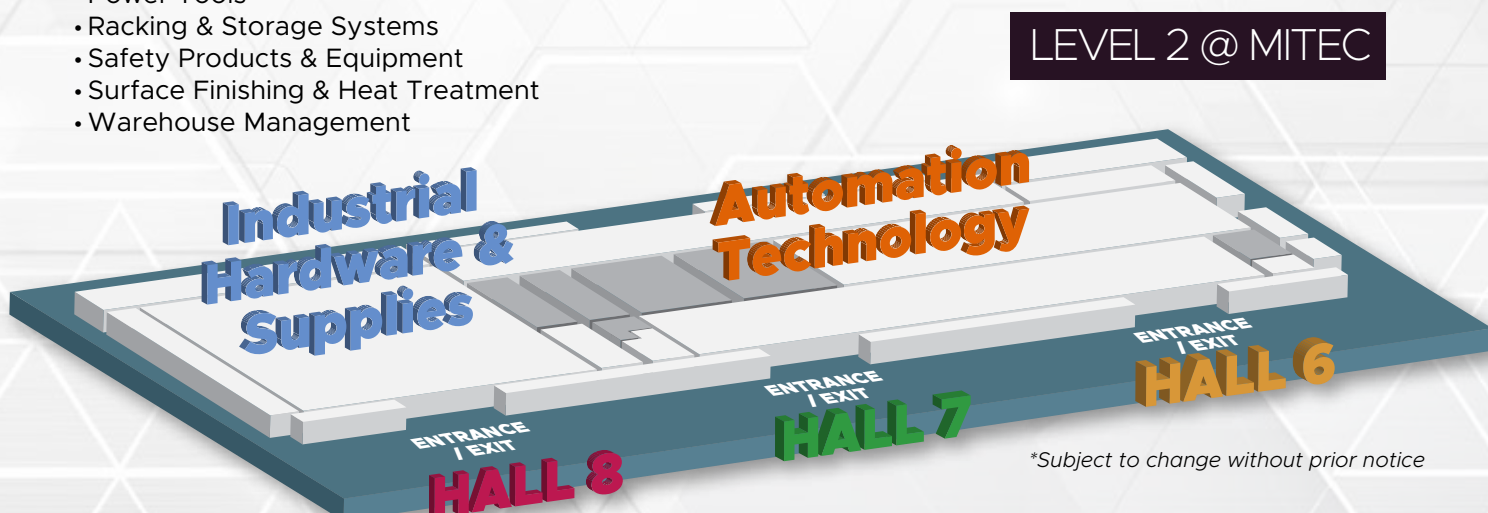 • Racking & Storage Systems
• Safety Products & Equipment
• Surface Finishing & Heat Treatment
• Warehouse Management
LEVEL 2 @ MITEC
Industrial
Hardware &
Supplies
Automation
Technology
ENTRANCE
/ EXIT
HALL 8
ENTRANCE
/ EXIT
HALL 7
ENTRANCE
/ EXIT
HALL 6
*Subject to change without prior notice